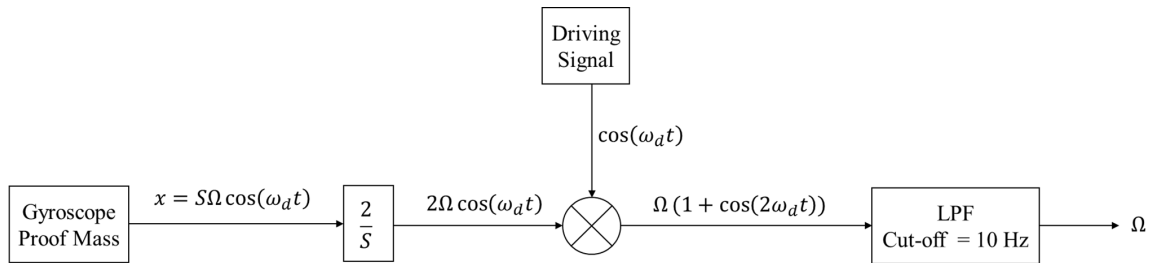 Driving
Signal
cos(ω_d t)
Gyroscope
Proof Mass
x = SΩ cos(ω_d t)
2
S
2Ω cos(ω_d t)
Ω (1 + cos(2ω_d t))
LPF
Cut-off = 10 Hz
Ω